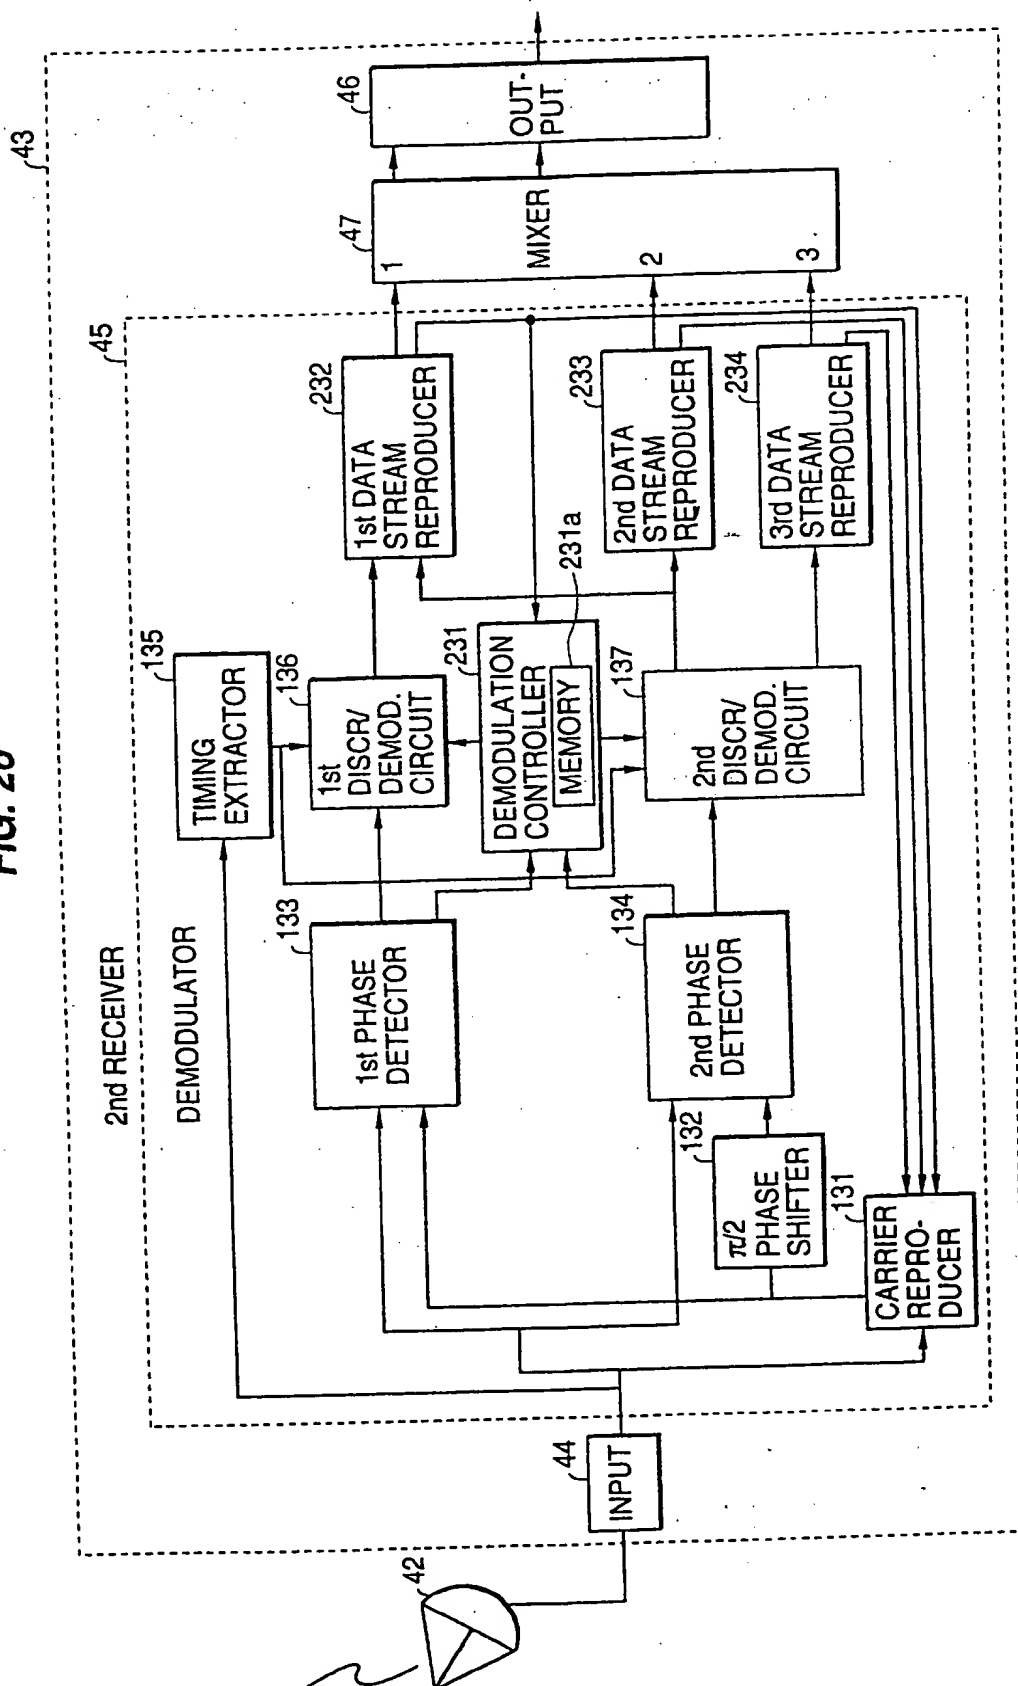 FIG. 26
43
2nd RECEIVER
45
DEMODULATOR
135
TIMING
EXTRACTOR
136
1st
DISCR/
DEMOD.
CIRCUIT
232
1st DATA
STREAM
REPRODUCER
47
1
MIXER
2
3
46
OUT-
PUT
133
1st PHASE
DETECTOR
231
DEMODULATION
CONTROLLER
MEMORY
231a
233
2nd DATA
STREAM
REPRODUCER
134
2nd PHASE
DETECTOR
137
2nd
DISCR/
DEMOD.
CIRCUIT
234
3rd DATA
STREAM
REPRODUCER
132
π/2
PHASE
SHIFTER
131
CARRIER
REPRO-
DUCER
42
44
INPUT